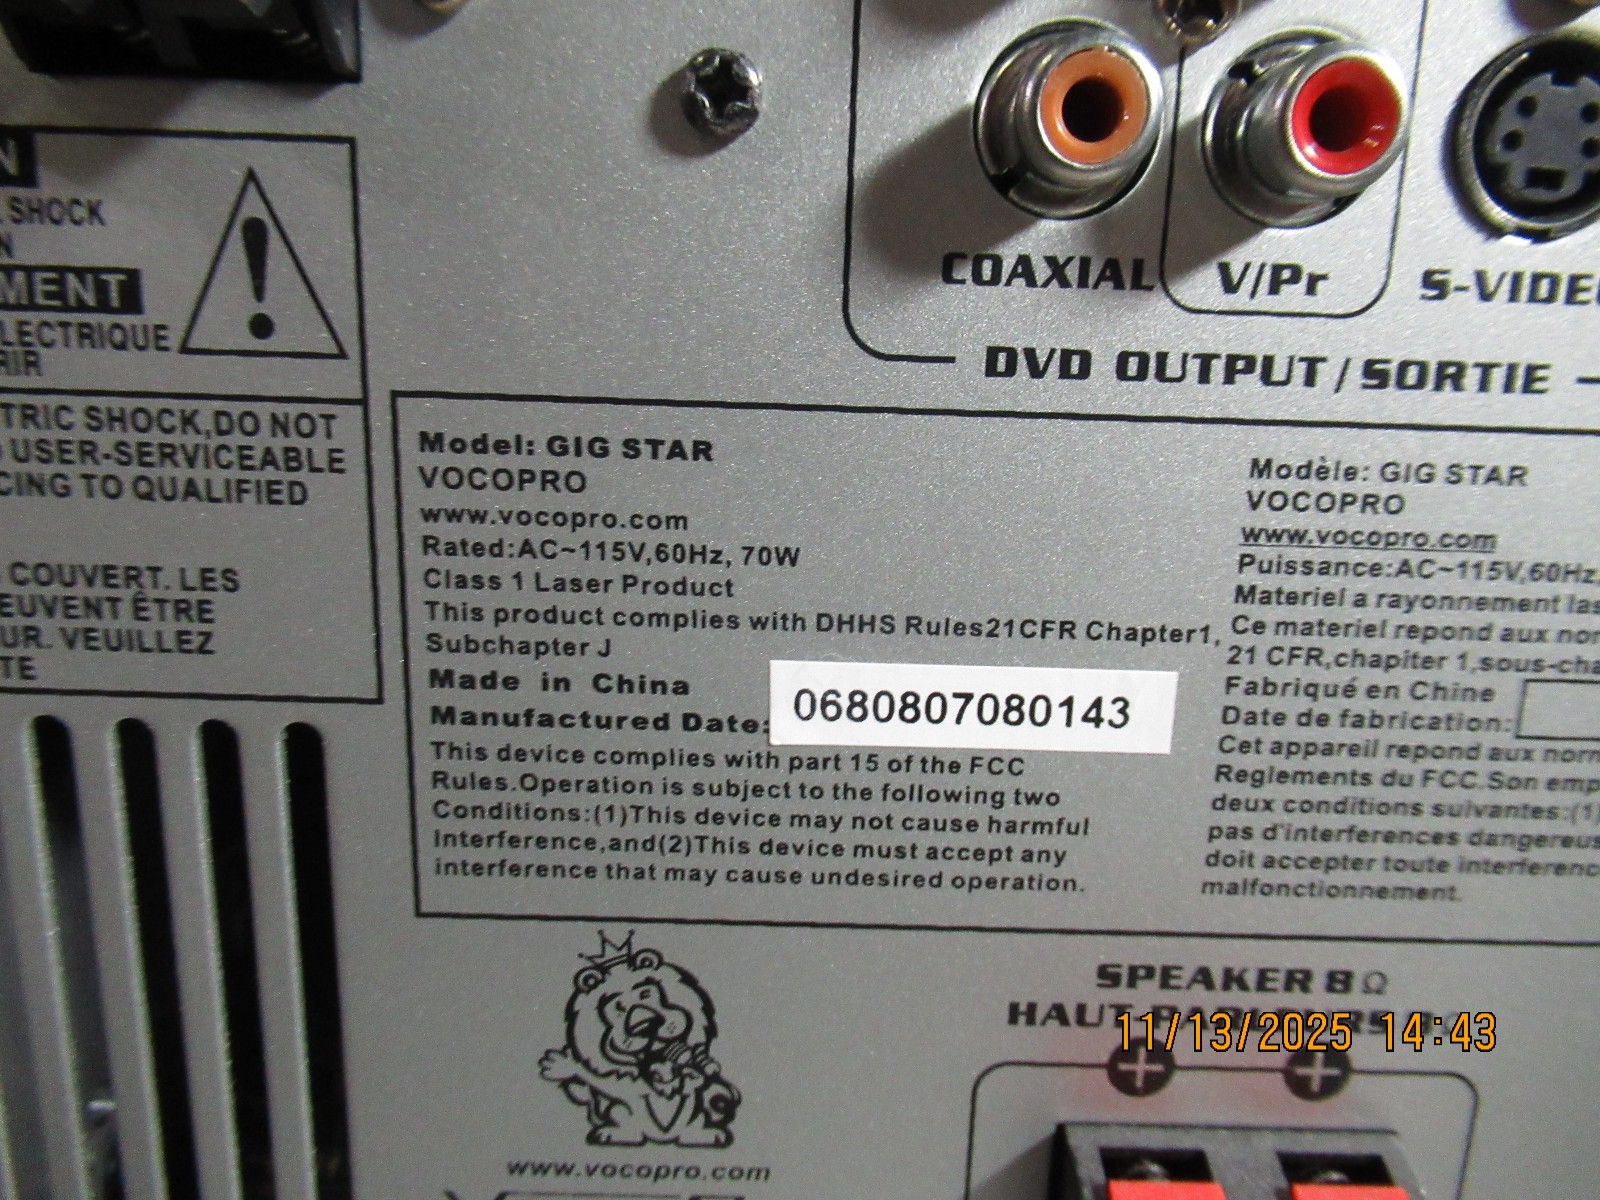 N
SHOCK
N
MENT
LECTRIQUE
RIR
TRIC SHOCK,DO NOT
USER-SERVICEABLE
CING TO QUALIFIED
COUVERT. LES
EUVENT ÊTRE
UR. VEUILLEZ
TE
COAXIAL
V/Pr
S-VIDE
DVD OUTPUT/SORTIE
Model: GIG STAR
VOCOPRO
www.vocopro.com
Rated:AC~115V,60Hz, 70W
Class 1 Laser Product
This product complies with DHHS Rules21CFR Chapter1,
Subchapter J
Made in China
Manufactured Date:
0680807080143
This device complies with part 15 of the FCC
Rules.Operation is subject to the following two
Conditions:(1)This device may not cause harmful
Interference,and(2)This device must accept any
interference that may cause undesired operation.
Modèle: GIG STAR
VOCOPRO
www.vocopro.com
Puissance:AC~115V,60Hz,
Materiel a rayonnement las
Ce materiel repond aux nor
21 CFR,chapiter 1,sous-cha
Fabriqué en Chine
Date de fabrication:
Cet appareil repond aux norm
Reglements du FCC.Son emp
deux conditions suivantes:(1)
pas d'interferences dangereus
doit accepter toute interferenc
malfonctionnement.
www.vocopro.com
SPEAKER 8Ω
HAUT
11/13/2025 14:43